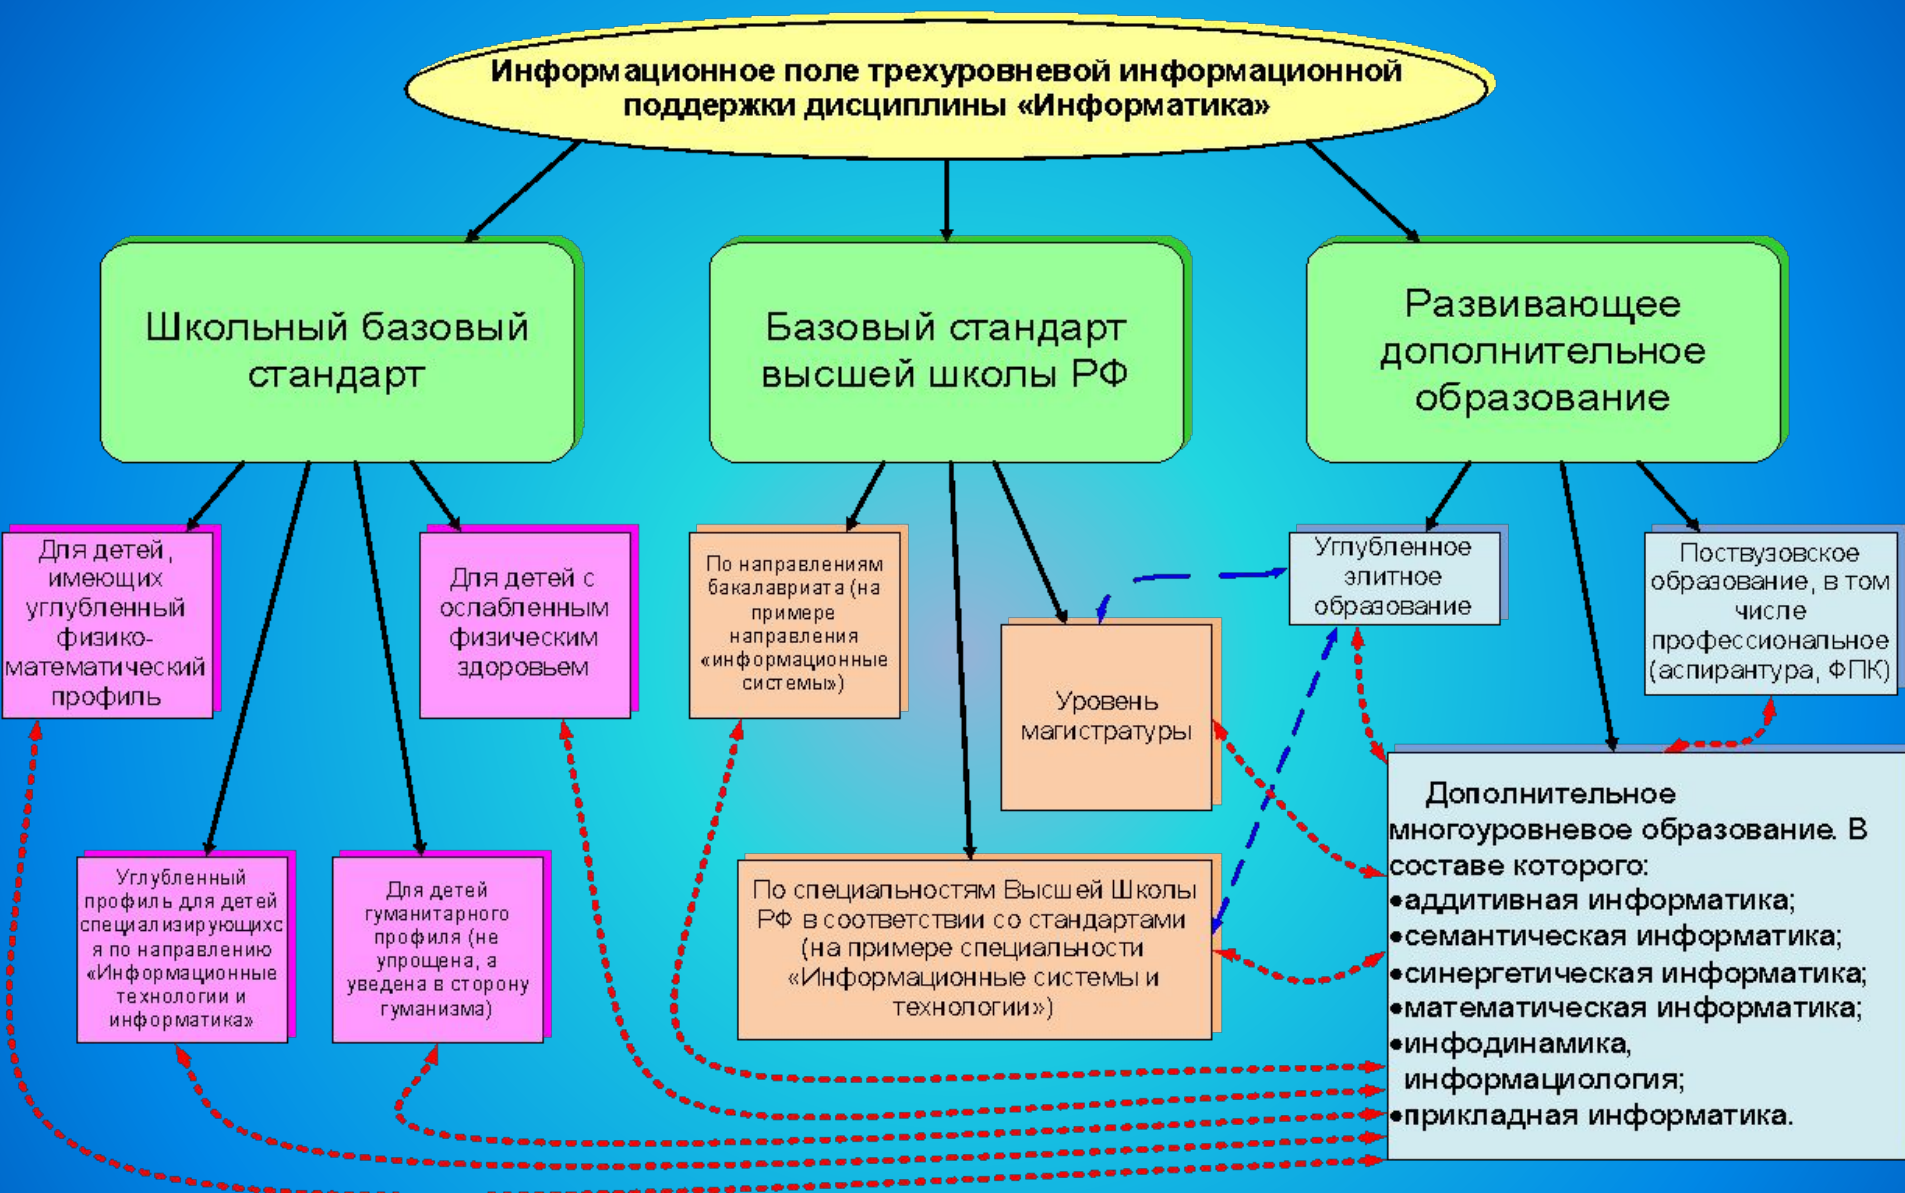 Информационное поле трехуровневой информационной
поддержки дисциплины «Информатика»
Школьный базовый
стандарт
Базовый стандарт
высшей школы РФ
Развивающее
дополнительное
образование
Для детей,
имеющих
углубленный
физико-
математический
профиль
Для детей с
ослабленным
физическим
здоровьем
По направлениям
бакалавриата (на
примере
направления
«информационные
системы»)
Уровень
магистратуры
Углубленное
элитное
образование
Поствузовское
образование, в том
числе
профессиональное
(аспирантура, ФПК)
Углубленный
профиль для детей
специализирующихс
я по направлению
«Информационные
технологии и
информатика»
Для детей
гуманитарного
профиля (не
упрощена, а
уведена в сторону
гуманизма)
По специальностям Высшей Школы
РФ в соответствии со стандартами
(на примере специальности
«Информационные системы и
технологии»)
Дополнительное
многоуровневое образование. В
составе которого:
•аддитивная информатика;
•семантическая информатика;
•синергетическая информатика;
•математическая информатика;
•инфодинамика,
информациология;
•прикладная информатика.